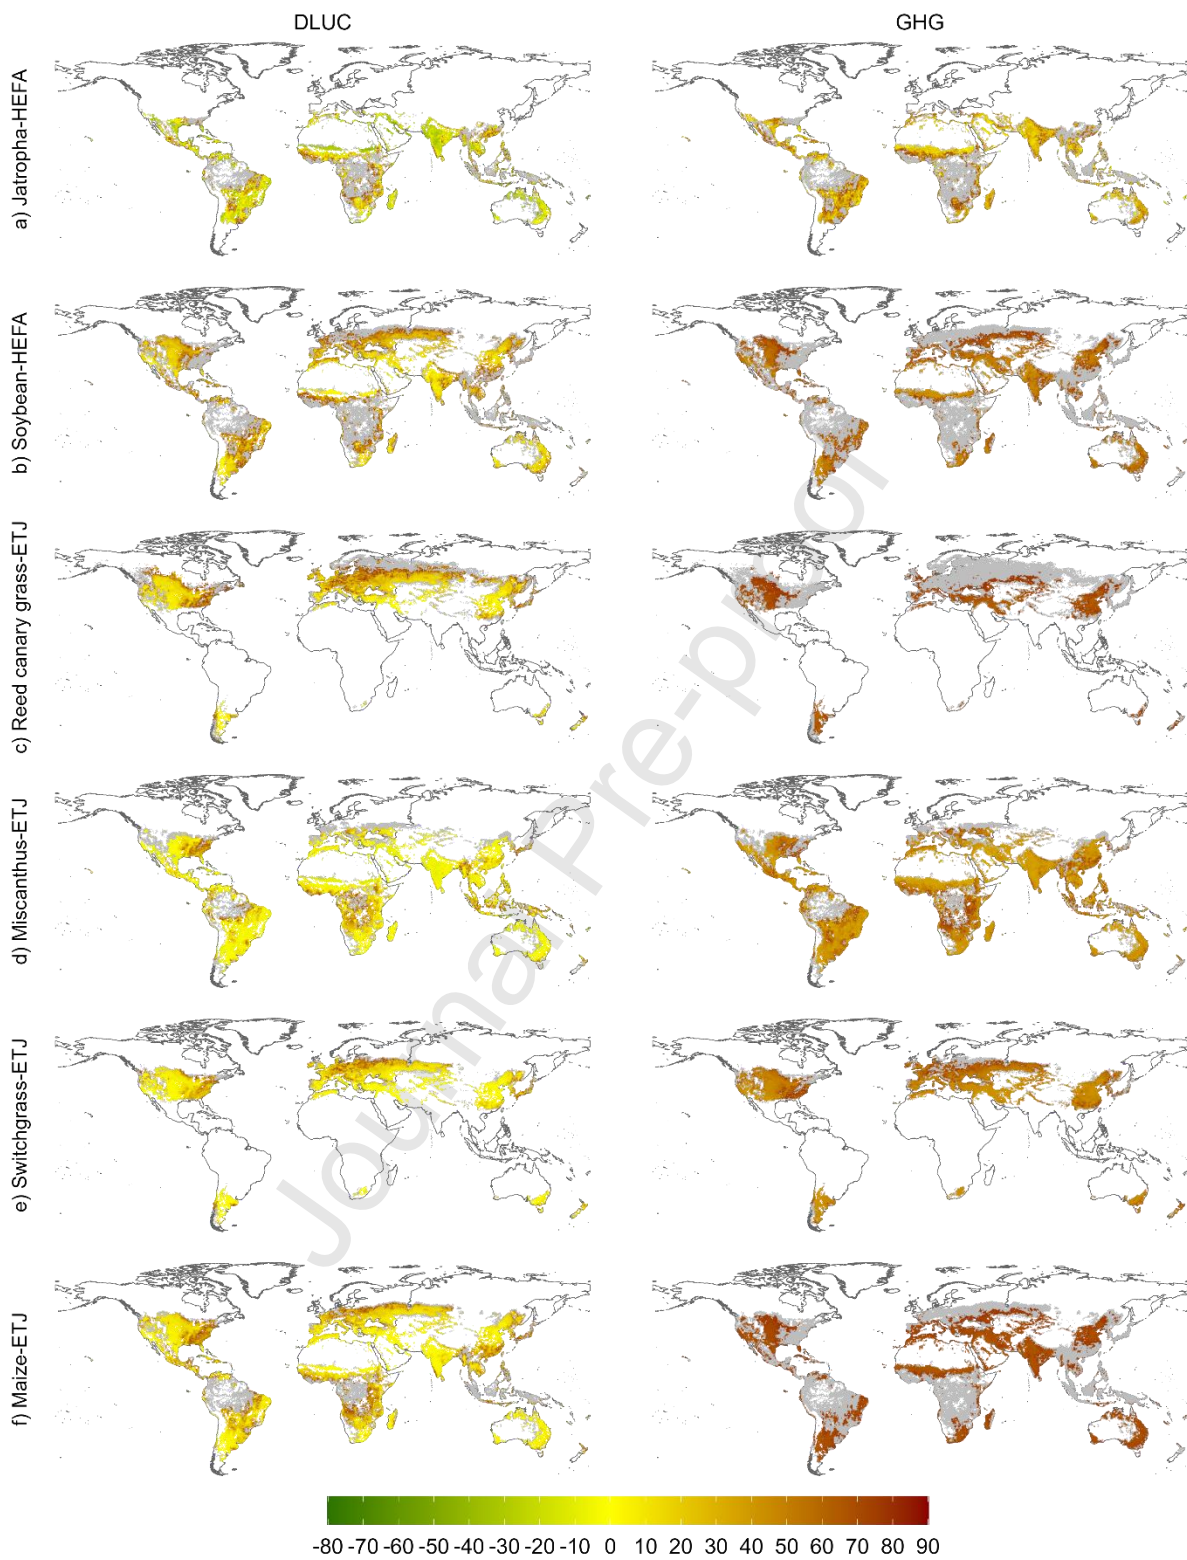 DLUC GHG
a) Jatropha-HEFA
b) Soybean-HEFA
c) Reed canary grass-ETJ
d) Miscanthus-ETJ
e) Switchgrass-ETJ
f) Maize-ETJ
Journal Pre-proof
-80 -70 -60 -50 -40 -30 -20 -10 0 10 20 30 40 50 60 70 80 90